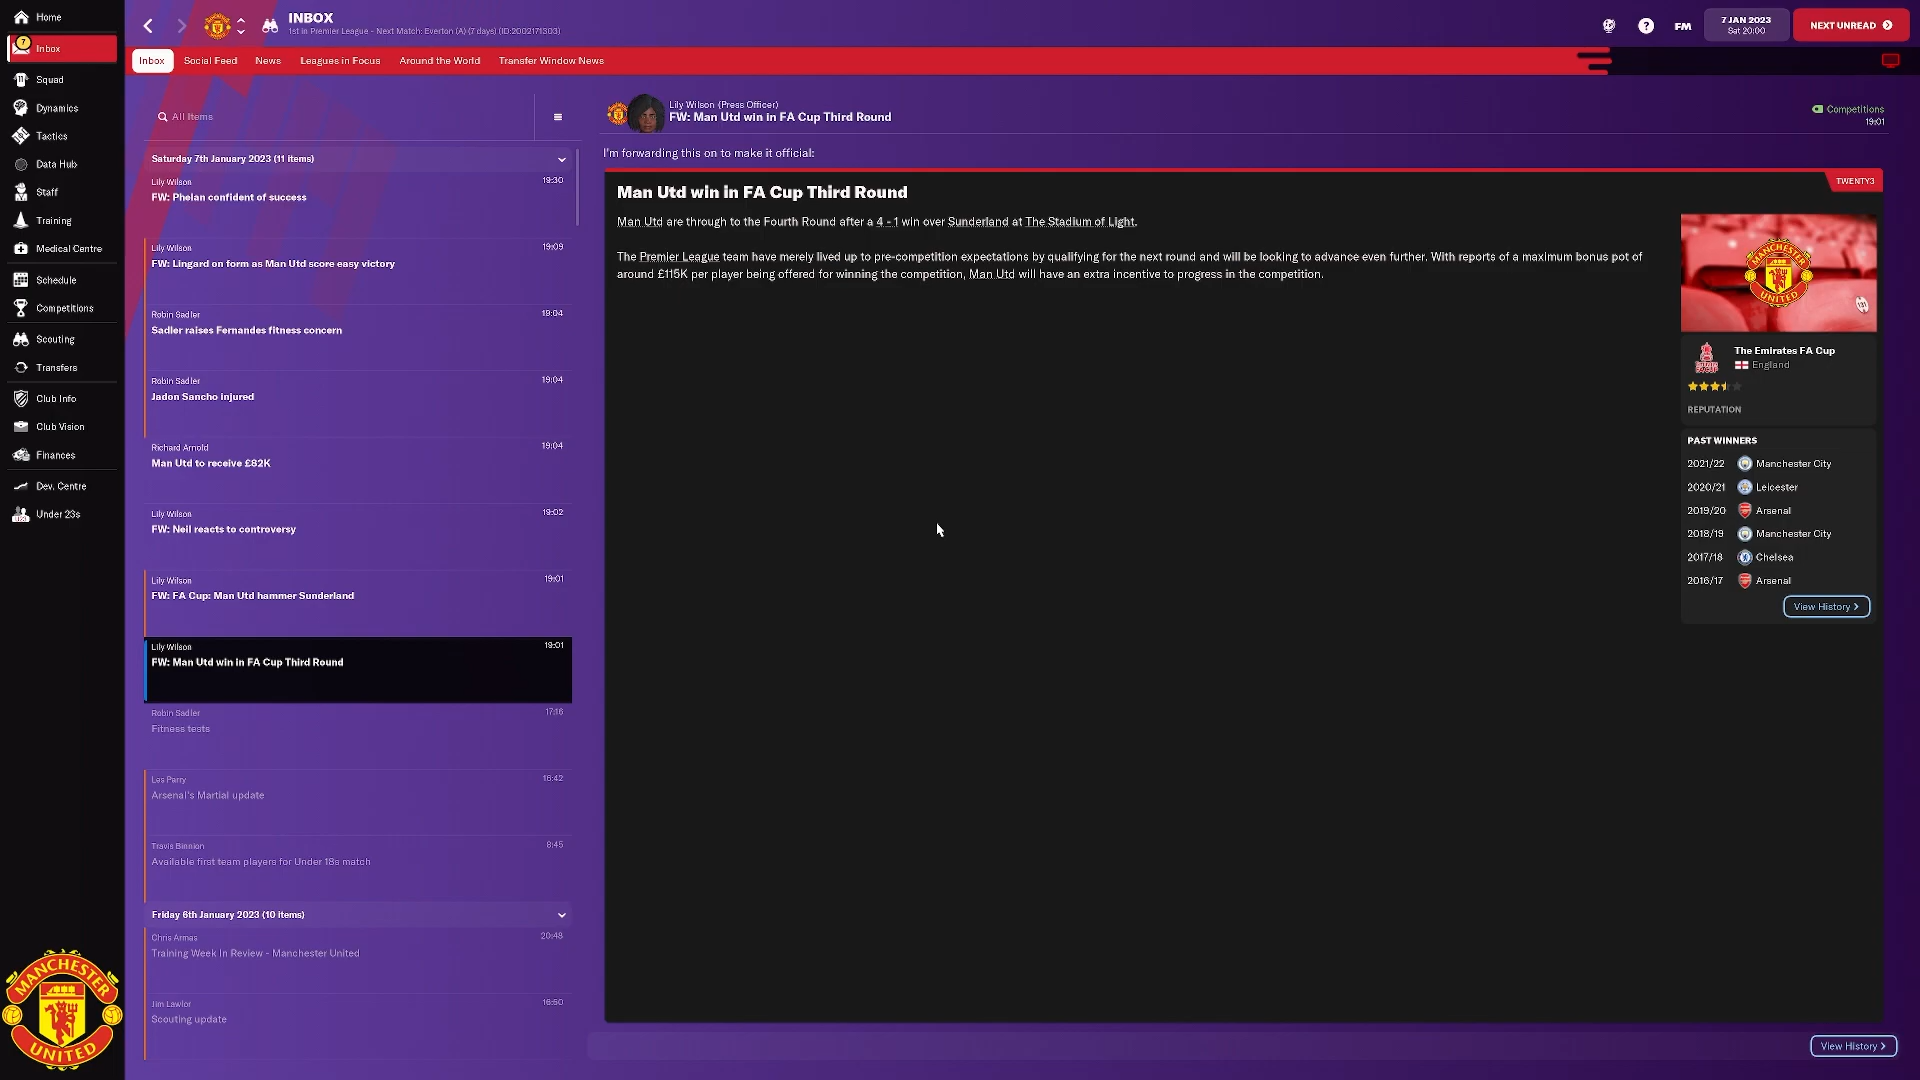 Home
Inbox
7
Squad
Dynamics
Tactics
Data Hub
Staff
Training
Medical Centre
Schedule
Competitions
Scouting
Transfers
Club Info
Club Vision
Finances
Dev. Centre
Under 23s
MANCHESTER
UNITED
INBOX
1st in Premier League - Next Match: Everton (A) (7 days) (ID:2002171303)
FM
7 JAN 2023
Sat 20:00
NEXT UNREAD
Inbox
Social Feed
News
Leagues in Focus
Around the World
Transfer Window News
All Items
Saturday 7th January 2023 (11 items)
Lily Wilson 19:30
FW: Phelan confident of success
Lily Wilson 19:09
FW: Lingard on form as Man Utd score easy victory
Robin Sadler 19:04
Sadler raises Fernandes fitness concern
Robin Sadler 19:04
Jadon Sancho injured
Richard Arnold 19:04
Man Utd to receive £82K
Lily Wilson 19:02
FW: Neil reacts to controversy
Lily Wilson 19:01
FW: FA Cup: Man Utd hammer Sunderland
Lily Wilson 19:01
FW: Man Utd win in FA Cup Third Round
Robin Sadler 17:16
Fitness tests
Les Parry 16:42
Arsenal's Martial update
Travis Binnion 8:45
Available first team players for Under 18s match
Friday 6th January 2023 (10 items)
Chris Armas 20:48
Training Week In Review - Manchester United
Jim Lawlor 16:50
Scouting update
Lily Wilson (Press Officer)
FW: Man Utd win in FA Cup Third Round
Competitions
19:01
I'm forwarding this on to make it official:
TWENTY3
Man Utd win in FA Cup Third Round
Man Utd are through to the Fourth Round after a 4 - 1 win over Sunderland at The Stadium of Light.
The Premier League team have merely lived up to pre-competition expectations by qualifying for the next round and will be looking to advance even further. With reports of a maximum bonus pot of
around £115K per player being offered for winning the competition, Man Utd will have an extra incentive to progress in the competition.
MANCHESTER
UNITED
The Emirates FA Cup
England
REPUTATION
PAST WINNERS
2021/22 Manchester City
2020/21 Leicester
2019/20 Arsenal
2018/19 Manchester City
2017/18 Chelsea
2016/17 Arsenal
View History
View History